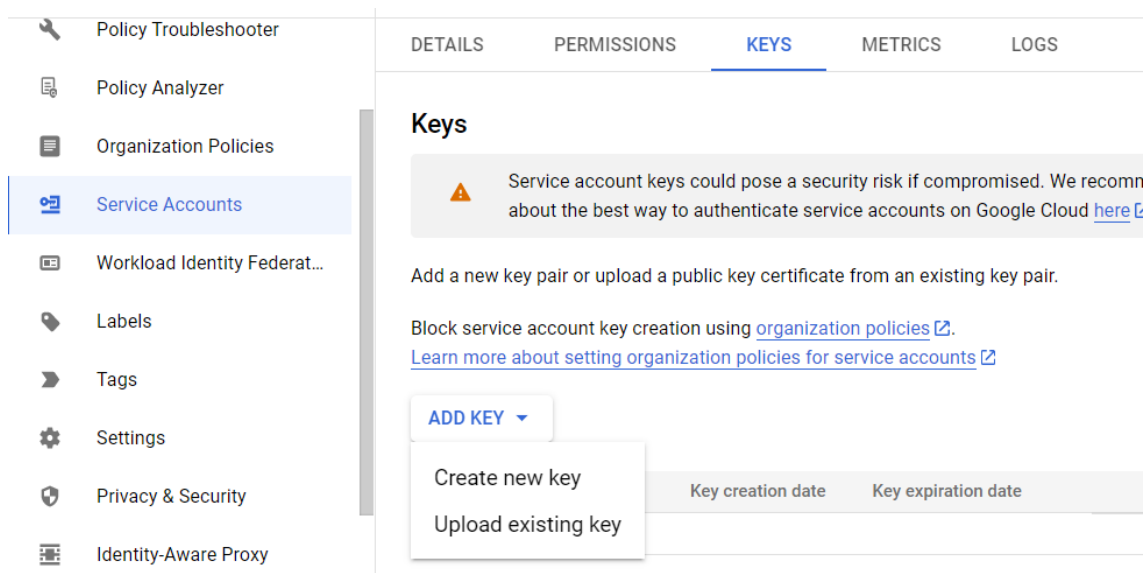 Policy Troubleshooter
Policy Analyzer
Organization Policies
Service Accounts
Workload Identity Federat...
Labels
Tags
Settings
Privacy & Security
Identity-Aware Proxy
DETAILS PERMISSIONS KEYS METRICS LOGS
Keys
Service account keys could pose a security risk if compromised. We recomm
about the best way to authenticate service accounts on Google Cloud here
Add a new key pair or upload a public key certificate from an existing key pair.
Block service account key creation using organization policies.
Learn more about setting organization policies for service accounts
ADD KEY
Create new key
Upload existing key
Key creation date Key expiration date